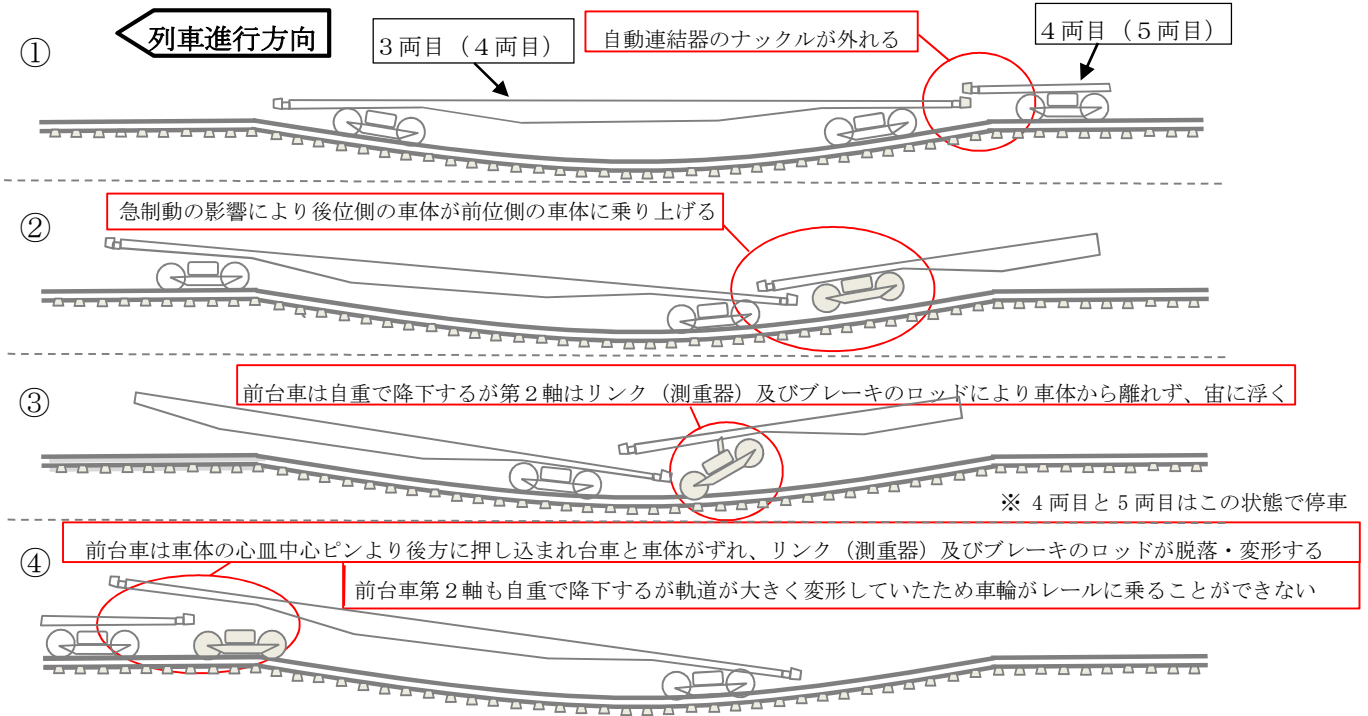 ①
列車進行方向
3両目（4両目）
自動連結器のナックルが外れる
4両目（5両目）
②
急制動の影響により後位側の車体が前位側の車体に乗り上げる
③
前台車は自重で降下するが第2軸はリンク（測重器）及びブレーキのロッドにより車体から離れず、宙に浮く
※ 4両目と5両目はこの状態で停車
④
前台車は車体の心皿中心ピンより後方に押し込まれ台車と車体がずれ、リンク（測重器）及びブレーキのロッドが脱落・変形する
前台車第2軸も自重で降下するが軌道が大きく変形していたため車輪がレールに乗ることができない